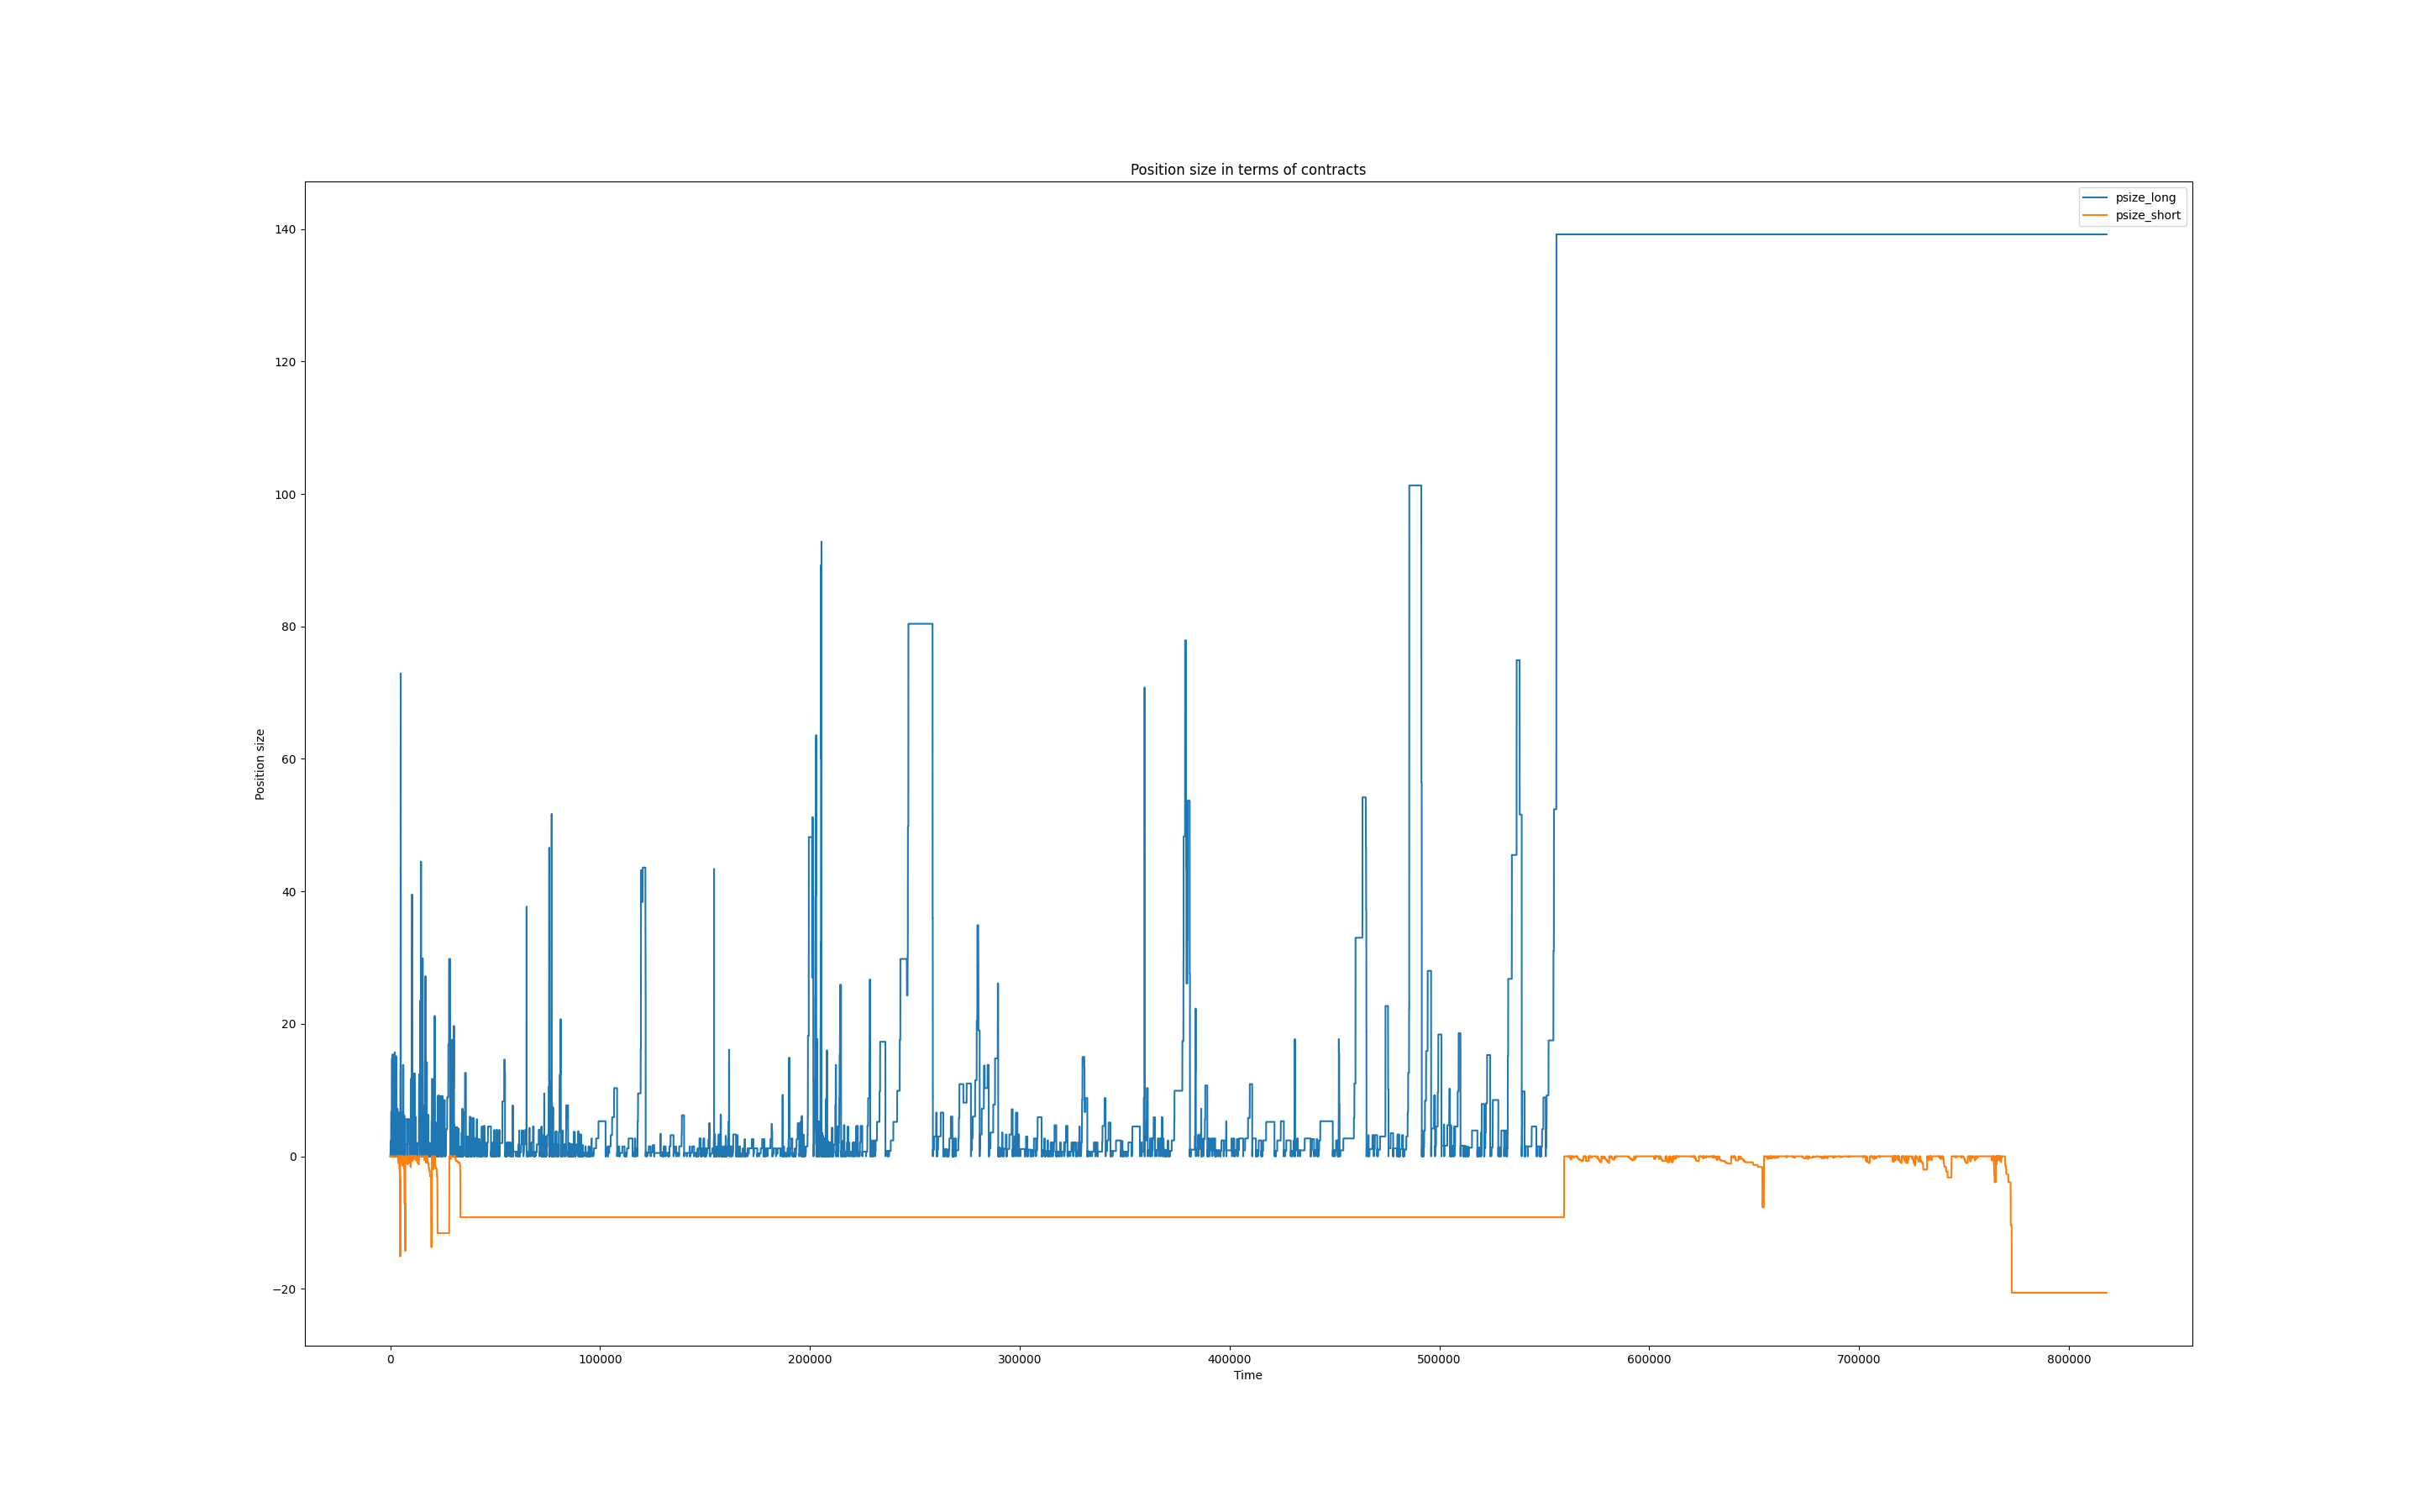 Position size in terms of contracts
psize_long
psize_short
Position size
140
120
100
80
60
40
20
0
−20
0 100000 200000 300000 400000 500000 600000 700000 800000
Time